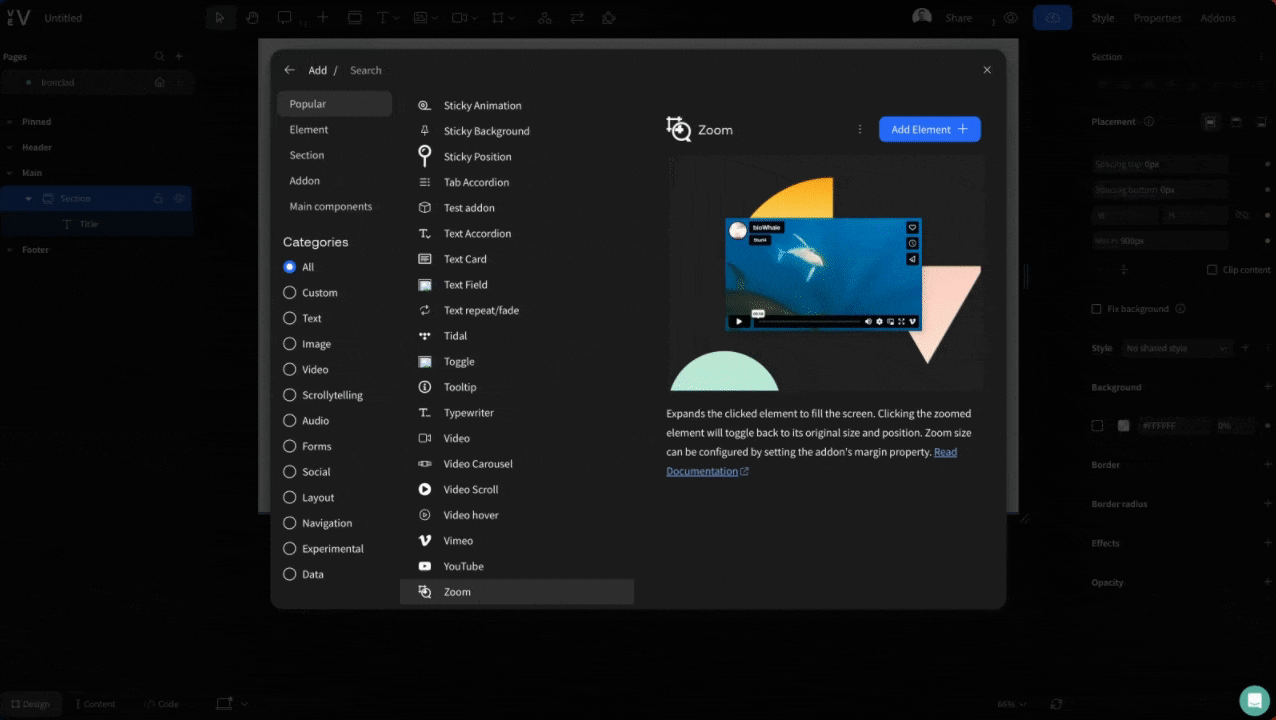 Untitled
Share
Style
Properties
Addons
Pages
Ironclad
Pinned
Header
Main
Section
Title
Footer
Add / Search
Popular
Element
Section
Addon
Main components
Categories
All
Custom
Text
Image
Video
Scrollytelling
Audio
Forms
Social
Layout
Navigation
Experimental
Data
Sticky Animation
Sticky Background
Sticky Position
Tab Accordion
Test addon
Text Accordion
Text Card
Text Field
Text repeat/fade
Tidal
Toggle
Tooltip
Typewriter
Video
Video Carousel
Video Scroll
Video hover
Vimeo
YouTube
Zoom
Zoom
Add Element
bioWhale
Expands the clicked element to fill the screen. Clicking the zoomed
element will toggle back to its original size and position. Zoom size
can be configured by setting the addon's margin property. Read
Documentation
Section
Placement
Spacing top 0px
Spacing bottom 0px
W
H
Min H 900px
Clip content
Fix background
Style
No shared style
Background
#FFFFFF
0%
Border
Border radius
Effects
Opacity
Design
Content
Code
66%